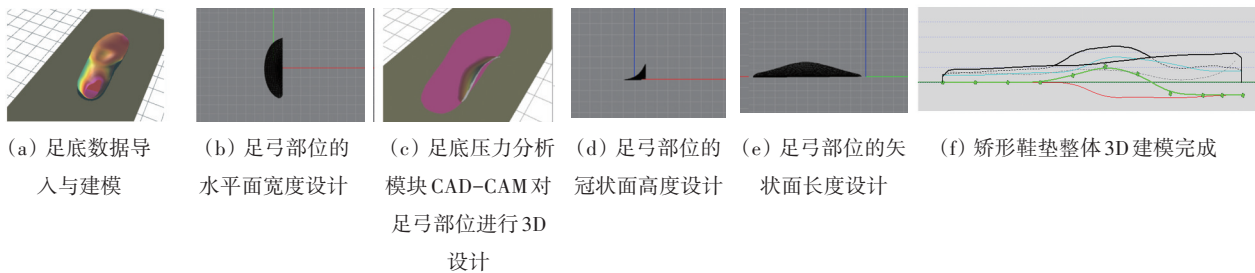 (a) 足底数据导
入与建模
(b) 足弓部位的
水平面宽度设计
(c) 足底压力分析
模块CAD-CAM对
足弓部位进行3D
设计
(d) 足弓部位的
冠状面高度设计
(e) 足弓部位的矢
状面长度设计
(f) 矫形鞋垫整体3D建模完成